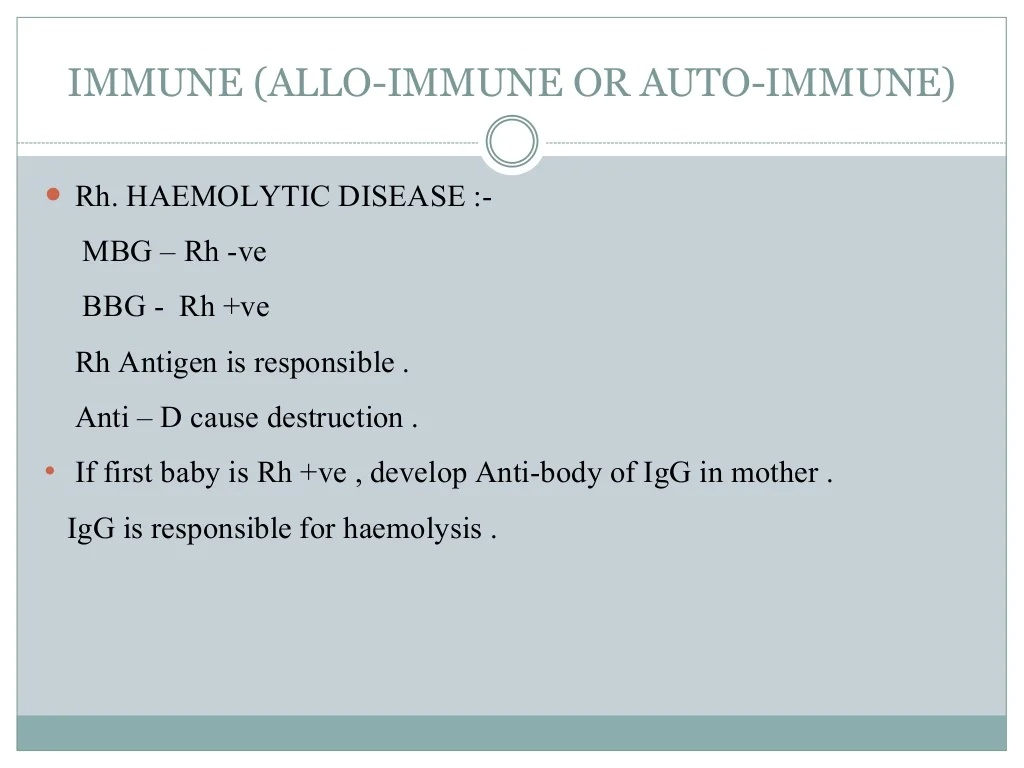 IMMUNE (ALLO-IMMUNE OR AUTO-IMMUNE)
• Rh. HAEMOLYTIC DISEASE :-
MBG – Rh -ve
BBG - Rh +ve
Rh Antigen is responsible .
Anti – D cause destruction .
• If first baby is Rh +ve , develop Anti-body of IgG in mother .
IgG is responsible for haemolysis .